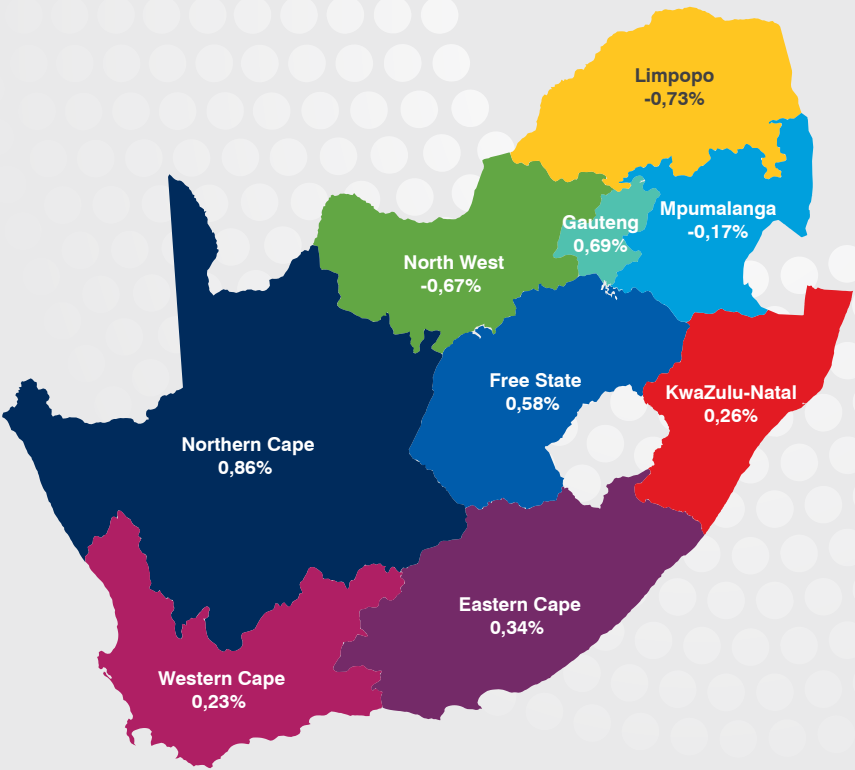 Limpopo
-0,73%
Gauteng
0,69%
Mpumalanga
-0,17%
North West
-0,67%
Free State
0,58%
KwaZulu-Natal
0,26%
Northern Cape
0,86%
Eastern Cape
0,34%
Western Cape
0,23%